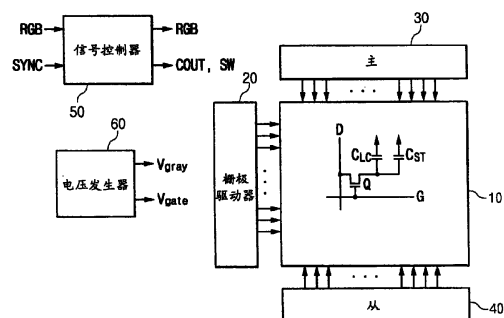 RGB
SYNC
信号控制器
RGB
COUT, SW
50
60
电压发生器
Vgray
Vgate
20
栅极
驱动器
30
主
D
CLC
CST
Q
G
10
从
40